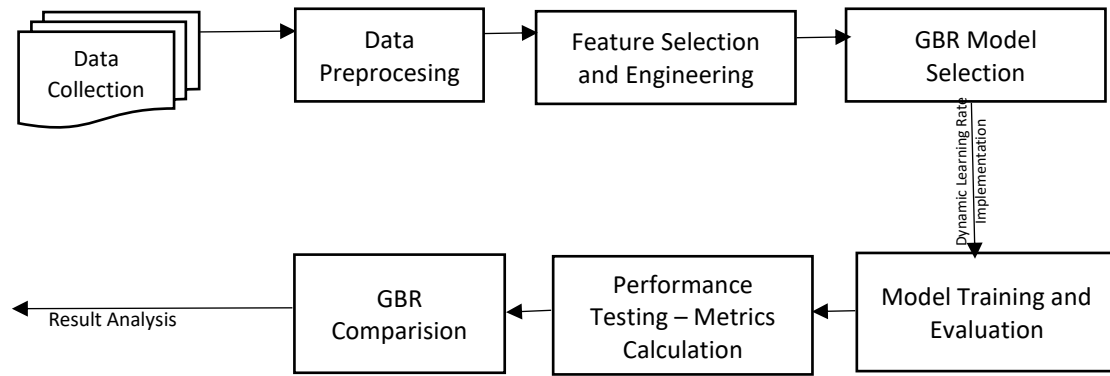 Data
Collection
Data
Preprocesing
Feature Selection
and Engineering
GBR Model
Selection
Dynamic Learning Rate
Implementation
Model Training and
Evaluation
Performance
Testing – Metrics
Calculation
GBR
Comparision
Result Analysis